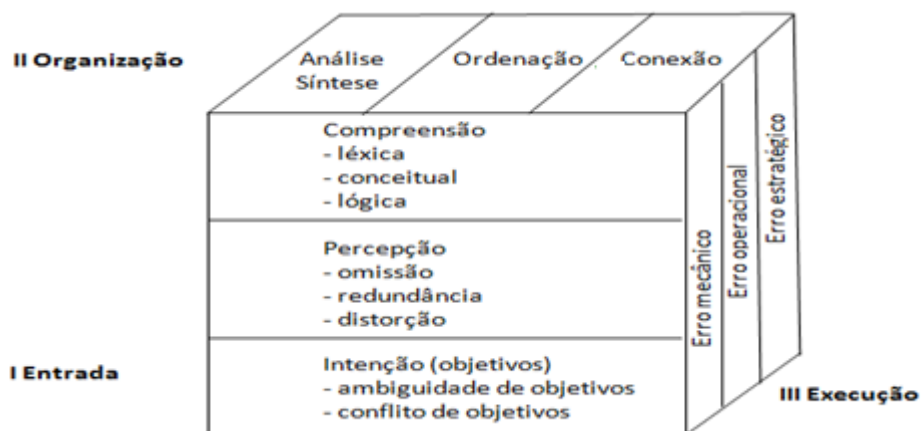 II Organização
Análise
Síntese
Ordenação
Conexão
Compreensão
- léxica
- conceitual
- lógica
Percepção
- omissão
- redundância
- distorção
I Entrada
Intenção (objetivos)
- ambiguidade de objetivos
- conflito de objetivos
Erro mecânico
Erro operacional
Erro estratégico
III Execução